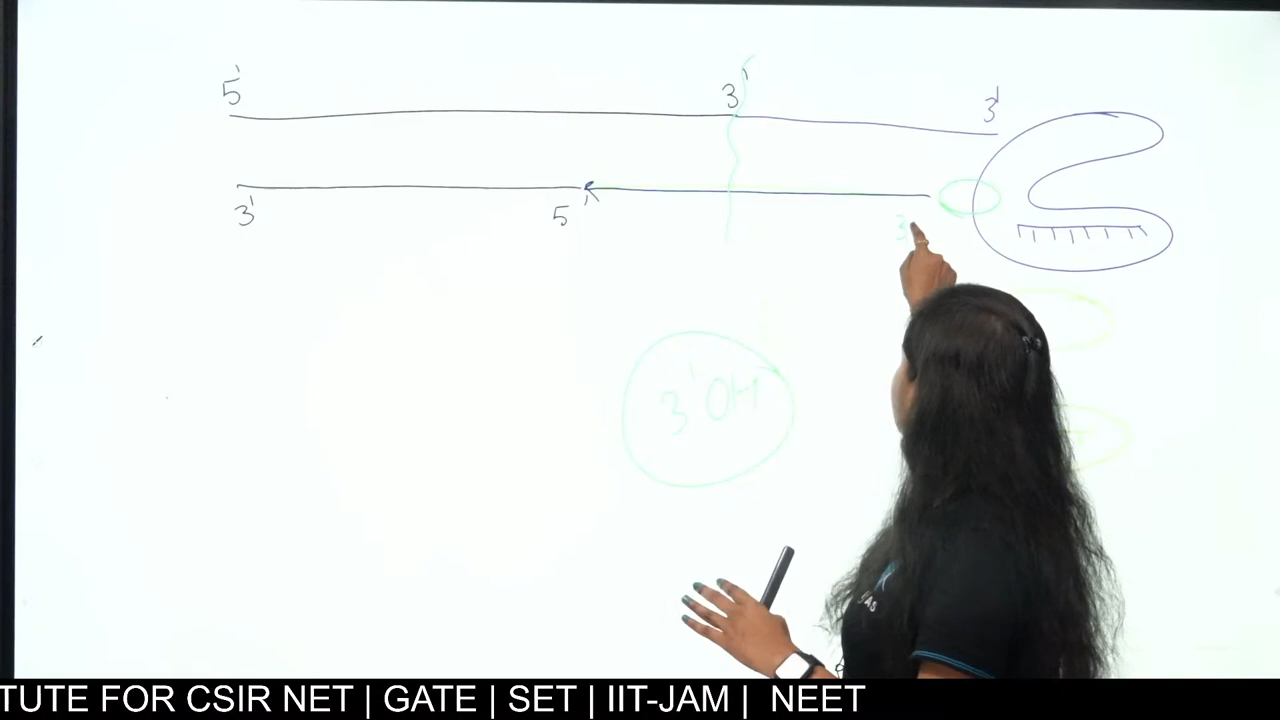 5' 3' 3'
3' 5' 3
3'OH
TUTE FOR CSIR NET | GATE | SET | IIT-JAM | NEET